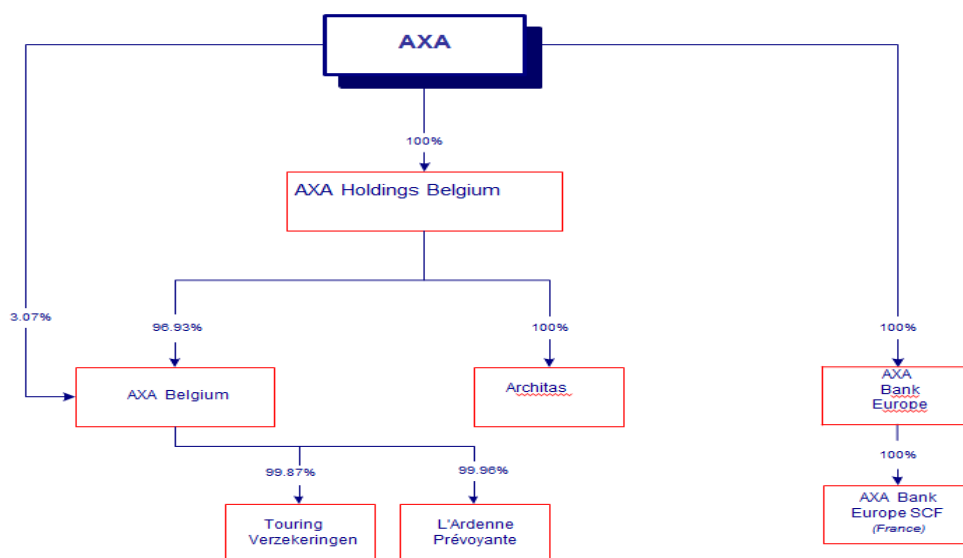 AXA
100%
AXA Holdings Belgium
3.07%
96.93%
100%
100%
AXA Belgium
Architas
AXA
Bank
Europe
99.87%
99.96%
100%
Touring
Verzekeringen
L'Ardenne
Prévoyante
AXA Bank
Europe SCF
(France)